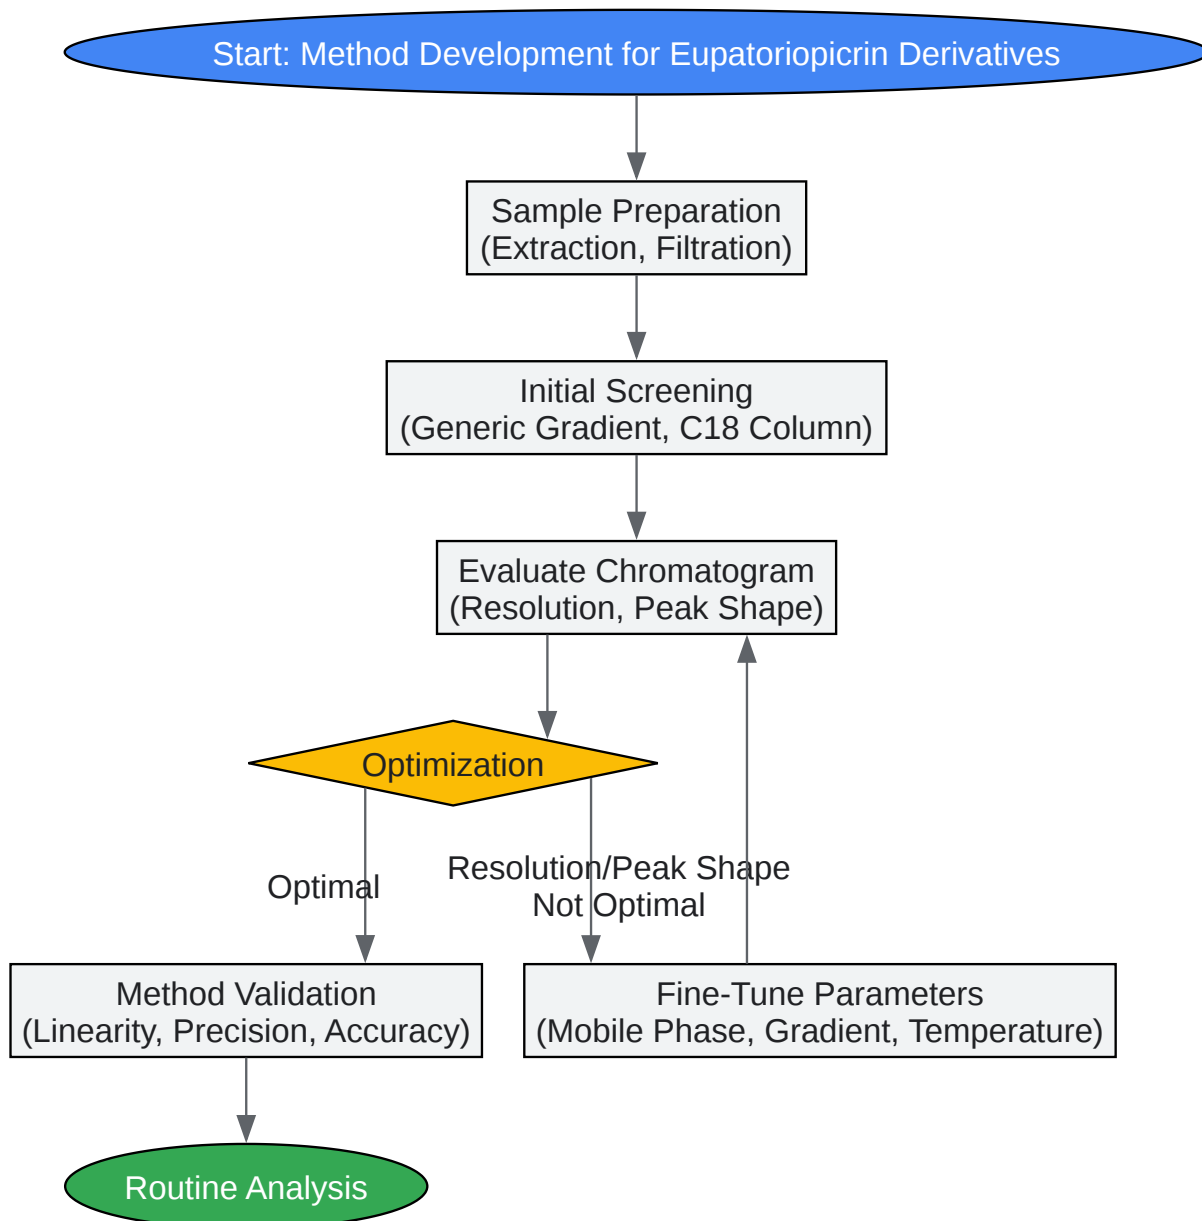 Start: Method Development for Eupatoriopicrin Derivatives
Sample Preparation
(Extraction, Filtration)
Initial Screening
(Generic Gradient, C18 Column)
Evaluate Chromatogram
(Resolution, Peak Shape)
Optimization
Optimal
Resolution/Peak Shape
Not Optimal
Method Validation
(Linearity, Precision, Accuracy)
Fine-Tune Parameters
(Mobile Phase, Gradient, Temperature)
Routine Analysis